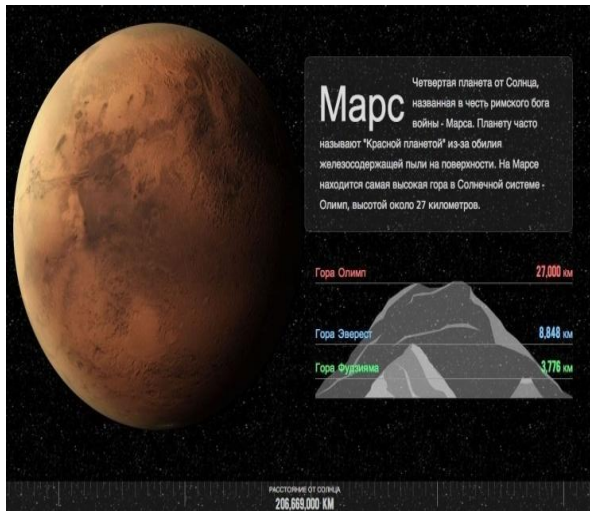 Марс
Четвертая планета от Солнца,
названная в честь римского бога
войны - Марса. Планету часто
называют "Красной планетой" из-за обилия
железосодержащей пыли на поверхности. На Марсе
находится самая высокая гора в Солнечной системе -
Олимп, высотой около 27 километров.
Гора Олимп 27,000 км
Гора Эверест 8,848 км
Гора Фудзияма 3,776 км
РАССТОЯНИЕ ОТ СОЛНЦА
206,669,000 КМ